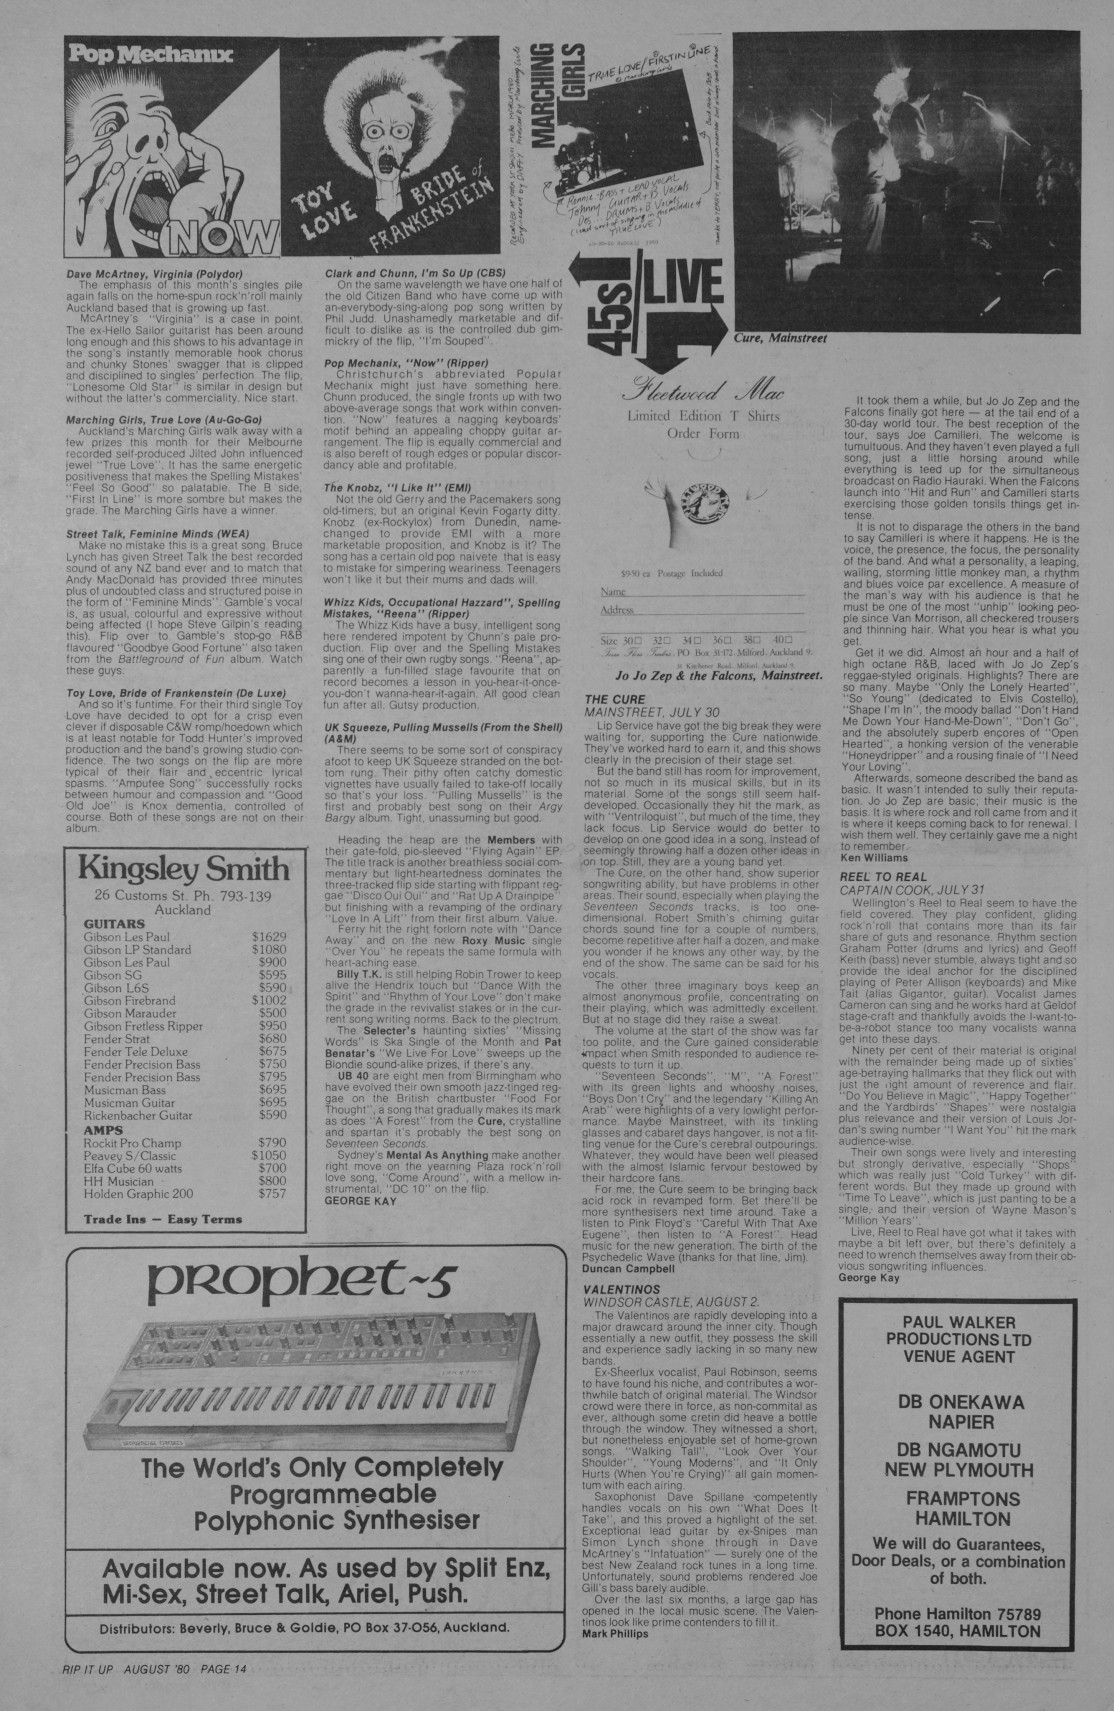 Pop Mechanix
NOW
TOY
LOVE
BRIDE of
FRANKENSTEIN
MARCHING
GIRLS
TRUE LOVE / FIRST IN LINE
Ronnie - BASS + LEAD VOCAL
Johnny GUITAR + B Vocals
Des DRUMS + B Vocals
TRUE LOVE)
45s
LIVE
Cure, Mainstreet
Dave McArtney, Virginia (Polydor)
The emphasis of this month's singles pile
again falls on the home-spun rock'n'roll mainly
Auckland based that is growing up fast.
McArtney's "Virginia" is a case in point.
The ex-Hello Sailor guitarist has been around
long enough and this shows to his advantage in
the song's instantly memorable hook chorus
and chunky Stones' swagger that is clipped
and disciplined to singles' perfection. The flip,
"Lonesome Old Star" is similar in design but
without the latter's commerciality. Nice start.
Marching Girls, True Love (Au-Go-Go)
Auckland's Marching Girls walk away with a
few prizes this month for their Melbourne
recorded self-produced Jilted John influenced
jewel "True Love". It has the same energetic
positiveness that makes the Spelling Mistakes'
"Feel So Good" so palatable. The B side,
"First In Line" is more sombre but makes the
grade. The Marching Girls have a winner.
Street Talk, Feminine Minds (WEA)
Make no mistake this is a great song. Bruce
Lynch has given Street Talk the best recorded
sound of any NZ band ever and to match that
Andy MacDonald has provided three minutes
plus of undoubted class and structured poise in
the form of "Feminine Minds". Gamble's vocal
is, as usual, colourful and expressive without
being affected (I hope Steve Gilpin's reading
this). Flip over to Gamble's stop-go R&B
flavoured "Goodbye Good Fortune" also taken
from the Battleground of Fun album. Watch
these guys.
Toy Love, Bride of Frankenstein (De Luxe)
And so it's funtime. For their third single Toy
Love have decided to opt for a crisp even
clever if disposable C&W romp/hoedown which
is at least notable for Todd Hunter's improved
production and the band's growing studio con-
fidence. The two songs on the flip are more
typical of their flair and eccentric lyrical
spasms. "Amputee Song" successfully rocks
between humour and compassion and "Good
Old Joe" is Knox dementia, controlled of
course. Both of these songs are not on their
album.
Kingsley Smith
26 Customs St. Ph. 793-139
Auckland
GUITARS
Gibson Les Paul $1629
Gibson LP Standard $1080
Gibson Les Paul $900
Gibson SG $595
Gibson L6S $590
Gibson Firebrand $1002
Gibson Marauder $500
Gibson Fretless Ripper $950
Fender Strat $680
Fender Tele Deluxe $675
Fender Precision Bass $750
Fender Precision Bass $795
Musicman Bass $695
Musicman Guitar $695
Rickenbacher Guitar $590
AMPS
Rockit Pro Champ $790
Peavey S/Classic $1050
Elfa Cube 60 watts $700
HH Musician $800
Holden Graphic 200 $757
Trade Ins — Easy Terms
Clark and Chunn, I'm So Up (CBS)
On the same wavelength we have one half of
the old Citizen Band who have come up with
an-everybody-sing-along pop song written by
Phil Judd. Unashamedly marketable and dif-
ficult to dislike as is the controlled dub gim-
mickry of the flip, "I'm Souped".
Pop Mechanix, "Now" (Ripper)
Christchurch's abbreviated Popular
Mechanix might just have something here.
Chunn produced, the single fronts up with two
above-average songs that work within conven-
tion. "Now" features a nagging keyboards'
motif behind an appealing choppy guitar ar-
rangement. The flip is equally commercial and
is also bereft of rough edges or popular discor-
dancy able and profitable.
The Knobz, "I Like It" (EMI)
Not the old Gerry and the Pacemakers song
old-timers; but an original Kevin Fogarty ditty.
Knobz (ex-Rockylox) from Dunedin, name-
changed to provide EMI with a more
marketable proposition, and Knobz is it? The
song has a certain old pop naivete that is easy
to mistake for simpering weariness. Teenagers
won't like it but their mums and dads will.
Whizz Kids, Occupational Hazzard", Spelling
Mistakes, "Reena" (Ripper)
The Whizz Kids have a busy, intelligent song
here rendered impotent by Chunn's pale pro-
duction. Flip over and the Spelling Mistakes
sing one of their own rugby songs. "Reena", ap-
parently a fun-filled stage favourite that on
record becomes a lesson in you-hear-it-once-
you-don't wanna-hear-it-again. All good clean
fun after all. Gutsy production.
UK Squeeze, Pulling Mussells (From the Shell)
(A&M)
There seems to be some sort of conspiracy
afoot to keep UK Squeeze stranded on the bot-
tom rung. Their pithy often catchy domestic
vignettes have usually failed to take-off locally
so that's your loss. "Pulling Mussells" is the
first and probably best song on their Argy
Bargy album. Tight, unassuming but good.
Heading the heap are the Members with
their gate-fold, pic-sleeved "Flying Again" EP.
The title track is another breathless social com-
mentary but light-heartedness dominates the
three-tracked flip side starting with flippant reg-
gae "Disco Oui Oui" and "Rat Up A Drainpipe"
but finishing with a revamping of the ordinary
"Love In A Lift" from their first album. Value.
Ferry hit the right forlorn note with "Dance
Away" and on the new Roxy Music single
"Over You" he repeats the same formula with
heart-aching ease.
Billy T.K. is still helping Robin Trower to keep
alive the Hendrix touch but "Dance With the
Spirit" and "Rhythm of Your Love" don't make
the grade in the revivalist stakes or in the cur-
rent song writing norms. Back to the plectrum.
The Selecter's haunting sixties' "Missing
Words" is Ska Single of the Month and Pat
Benatar's "We Live For Love" sweeps up the
Blondie sound-alike prizes, if there's any.
UB 40 are eight men from Birmingham who
have evolved their own smooth jazz-tinged reg-
gae on the British chartbuster "Food For
Thought", a song that gradually makes its mark
as does "A Forest" from the Cure, crystalline
and spartan it's probably the best song on
Seventeen Seconds.
Sydney's Mental As Anything make another
right move on the yearning Plaza rock'n'roll
love song, "Come Around", with a mellow in-
strumental, "DC 10" on the flip.
GEORGE KAY
prophet-5
The World's Only Completely
Programmeable
Polyphonic Synthesiser
Available now. As used by Split Enz,
Mi-Sex, Street Talk, Ariel, Push.
Distributors: Beverly, Bruce & Goldie, PO Box 37-056, Auckland.
Fleetwood Mac
Limited Edition T Shirts
Order Form
$9.50 ea Postage Included
Name
Address
Size 30□ 32□ 34□ 36□ 38□ 40□
PO Box 31-172, Milford, Auckland 9.
Jo Jo Zep & the Falcons, Mainstreet.
THE CURE
MAINSTREET, JULY 30
Lip Service have got the big break they were
waiting for, supporting the Cure nationwide.
They've worked hard to earn it, and this shows
clearly in the precision of their stage set.
But the band still has room for improvement,
not so much in its musical skills, but in its
material. Some of the songs still seem half-
developed. Occasionally they hit the mark, as
with "Ventriloquist", but much of the time, they
lack focus. Lip Service would do better to
develop on one good idea in a song, instead of
seemingly throwing half a dozen other ideas in
on top. Still, they are a young band yet.
The Cure, on the other hand, show superior
songwriting ability, but have problems in other
areas. Their sound, especially when playing the
Seventeen Seconds tracks, is too one-
dimensional. Robert Smith's chiming guitar
chords sound fine for a couple of numbers,
become repetitive after half a dozen, and make
you wonder if he knows any other way, by the
end of the show. The same can be said for his
vocals.
The other three imaginary boys keep an
almost anonymous profile, concentrating on
their playing, which was admittedly excellent.
But at no stage did they raise a sweat.
The volume at the start of the show was far
too polite, and the Cure gained considerable
impact when Smith responded to audience re-
quests to turn it up.
"Seventeen Seconds", "M", "A Forest"
with its green lights and whooshy noises,
"Boys Don't Cry" and the legendary "Killing An
Arab" were highlights of a very lowlight perfor-
mance. Maybe Mainstreet, with its tinkling
glasses and cabaret days hangover, is not a fit-
ting venue for the Cure's cerebral outpourings.
Whatever, they would have been well pleased
with the almost Islamic fervour bestowed by
their hardcore fans.
For me, the Cure seem to be bringing back
acid rock in revamped form. Bet there'll be
more synthesisers next time around. Take a
listen to Pink Floyd's "Careful With That Axe
Eugene", then listen to "A Forest". Head
music for the new generation. The birth of the
Psychedelic Wave (thanks for that line, Jim).
Duncan Campbell
VALENTINOS
WINDSOR CASTLE, AUGUST 2.
The Valentinos are rapidly developing into a
major drawcard around the inner city. Though
essentially a new outfit, they possess the skill
and experience sadly lacking in so many new
bands.
Ex-Sheerlux vocalist, Paul Robinson, seems
to have found his niche, and contributes a wor-
thwhile batch of original material. The Windsor
crowd were there in force, as non-commital as
ever, although some cretin did heave a bottle
through the window. They witnessed a short,
but nonetheless enjoyable set of home-grown
songs. "Walking Tall", "Look Over Your
Shoulder", "Young Moderns", and "It Only
Hurts (When You're Crying)" all gain momen-
tum with each airing.
Saxophonist Dave Spillane competently
handles vocals on his own "What Does It
Take", and this proved a highlight of the set.
Exceptional lead guitar by ex-Snipes man
Simon Lynch shone through in Dave
McArtney's "Infatuation" — surely one of the
best New Zealand rock tunes in a long time.
Unfortunately, sound problems rendered Joe
Gill's bass barely audible.
Over the last six months, a large gap has
opened in the local music scene. The Valen-
tinos look like prime contenders to fill it.
Mark Phillips
It took them a while, but Jo Jo Zep and the
Falcons finally got here — at the tail end of a
30-day world tour. The best reception of the
tour, says Joe Camilleri. The welcome is
tumultuous. And they haven't even played a full
song, just a little horsing around while
everything is teed up for the simultaneous
broadcast on Radio Hauraki. When the Falcons
launch into "Hit and Run" and Camilleri starts
exercising those golden tonsils things get in-
tense.
It is not to disparage the others in the band
to say Camilleri is where it happens. He is the
voice, the presence, the focus, the personality
of the band. And what a personality, a leaping,
wailing, storming little monkey man, a rhythm
and blues voice par excellence. A measure of
the man's way with his audience is that he
must be one of the most "unhip" looking peo-
ple since Van Morrison, all checkered trousers
and thinning hair. What you hear is what you
get.
Get it we did. Almost an hour and a half of
high octane R&B, laced with Jo Jo Zep's
reggae-styled originals. Highlights? There are
so many. Maybe "Only the Lonely Hearted",
"So Young" (dedicated to Elvis Costello),
"Shape I'm In", the moody ballad "Don't Hand
Me Down Your Hand-Me-Down", "Don't Go",
and the absolutely superb encores of "Open
Hearted", a honking version of the venerable
"Honeydripper" and a rousing finale of "I Need
Your Loving".
Afterwards, someone described the band as
basic. It wasn't intended to sully their reputa-
tion. Jo Jo Zep are basic; their music is the
basis. It is where rock and roll came from and it
is where it keeps coming back to for renewal. I
wish them well. They certainly gave me a night
to remember.
Ken Williams
REEL TO REAL
CAPTAIN COOK, JULY 31
Wellington's Reel to Real seem to have the
field covered. They play confident, gliding
rock'n'roll that contains more than its fair
share of guts and resonance. Rhythm section
Graham Potter (drums and lyrics) and Geoff
Keith (bass) never stumble, always tight and so
provide the ideal anchor for the disciplined
playing of Peter Allison (keyboards) and Mike
Tait (alias Gigantor, guitar). Vocalist James
Cameron can sing and he works hard at Geldof
stage-craft and thankfully avoids the I-want-to-
be-a-robot stance too many vocalists wanna
get into these days.
Ninety per cent of their material is original
with the remainder being made up of sixties'
age-betraying hallmarks that they flick out with
just the right amount of reverence and flair.
"Do You Believe in Magic", "Happy Together"
and the Yardbirds' "Shapes" were nostalgia
plus relevance and their version of Louis Jor-
dan's swing number "I Want You" hit the mark
audience-wise.
Their own songs were lively and interesting
but strongly derivative, especially "Shops"
which was really just "Cold Turkey" with dif-
ferent words. But they made up ground with
"Time To Leave", which is just panting to be a
single, and their version of Wayne Mason's
"Million Years".
Live, Reel to Real have got what it takes with
maybe a bit left over, but there's definitely a
need to wrench themselves away from their ob-
vious songwriting influences.
George Kay
PAUL WALKER
PRODUCTIONS LTD
VENUE AGENT
DB ONEKAWA
NAPIER
DB NGAMOTU
NEW PLYMOUTH
FRAMPTONS
HAMILTON
We will do Guarantees,
Door Deals, or a combination
of both.
Phone Hamilton 75789
BOX 1540, HAMILTON
RIP IT UP AUGUST '80 PAGE 14